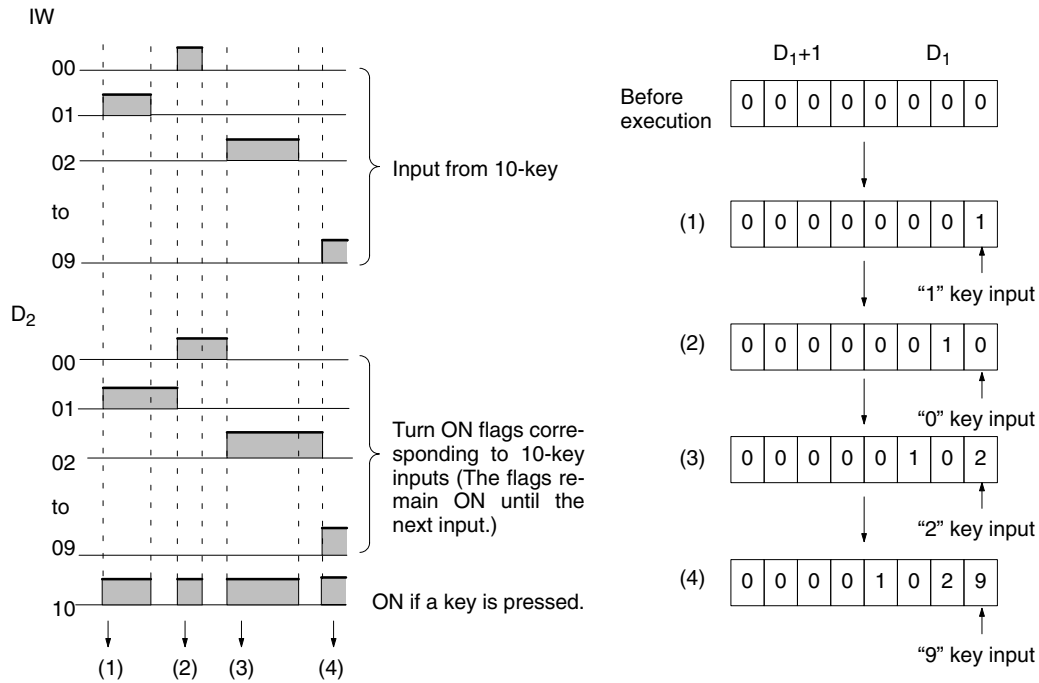 IW
00
01
02
to
09
Input from 10-key
D2
00
01
02
to
09
10
Turn ON flags corre-
sponding to 10-key
inputs (The flags re-
main ON until the
next input.)
ON if a key is pressed.
(1) (2) (3) (4)
D1+1 D1
Before
execution
0 0 0 0 0 0 0 0
(1) 0 0 0 0 0 0 0 1
“1” key input
(2) 0 0 0 0 0 0 1 0
“0” key input
(3) 0 0 0 0 0 1 0 2
“2” key input
(4) 0 0 0 0 1 0 2 9
“9” key input